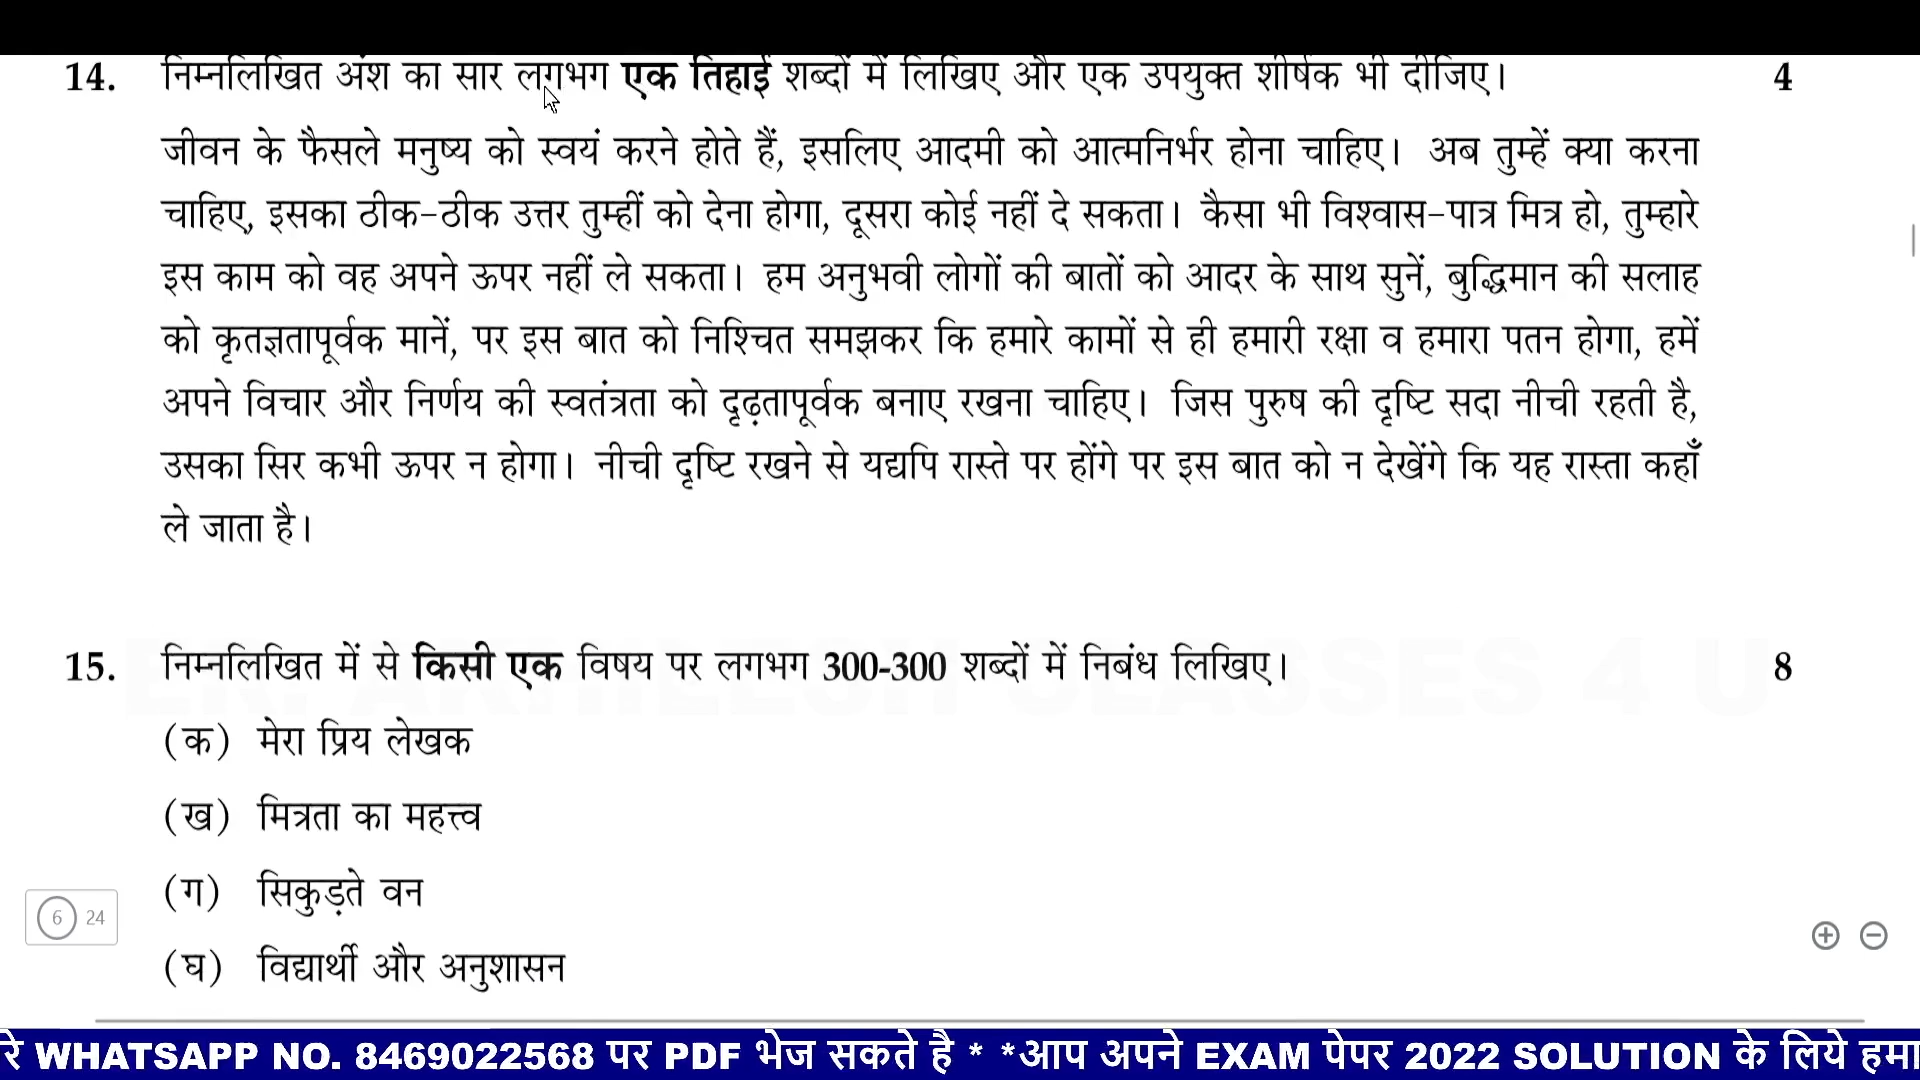 14. निम्नलिखित अंश का सार लगभग एक तिहाई शब्दों में लिखिए और एक उपयुक्त शीर्षक भी दीजिए। 4
जीवन के फैसले मनुष्य को स्वयं करने होते हैं, इसलिए आदमी को आत्मनिर्भर होना चाहिए। अब तुम्हें क्या करना
चाहिए, इसका ठीक-ठीक उत्तर तुम्हीं को देना होगा, दूसरा कोई नहीं दे सकता। कैसा भी विश्वास-पात्र मित्र हो, तुम्हारे
इस काम को वह अपने ऊपर नहीं ले सकता। हम अनुभवी लोगों की बातों को आदर के साथ सुनें, बुद्धिमान की सलाह
को कृतज्ञतापूर्वक मानें, पर इस बात को निश्चित समझकर कि हमारे कामों से ही हमारी रक्षा व हमारा पतन होगा, हमें
अपने विचार और निर्णय की स्वतंत्रता को दृढ़तापूर्वक बनाए रखना चाहिए। जिस पुरुष की दृष्टि सदा नीची रहती है,
उसका सिर कभी ऊपर न होगा। नीची दृष्टि रखने से यद्यपि रास्ते पर होंगे पर इस बात को न देखेंगे कि यह रास्ता कहाँ
ले जाता है।
ER. AKHILESH CLASSES 4 U
15. निम्नलिखित में से किसी एक विषय पर लगभग 300-300 शब्दों में निबंध लिखिए। 8
(क) मेरा प्रिय लेखक
(ख) मित्रता का महत्त्व
(ग) सिकुड़ते वन
6 24
(घ) विद्यार्थी और अनुशासन
रे WHATSAPP NO. 8469022568 पर PDF भेज सकते है * *आप अपने EXAM पेपर 2022 SOLUTION के लिये हमा